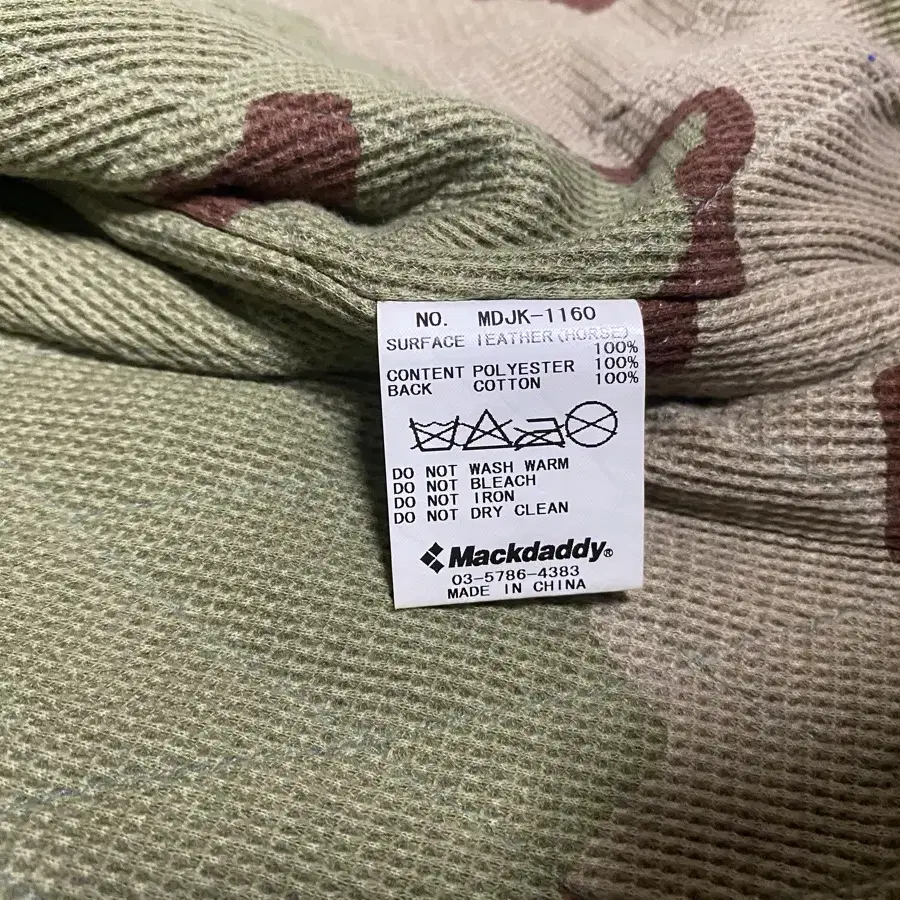 NO. MDJK-1160
SURFACE LEATHER(HORSE)
100%
CONTENT POLYESTER 100%
BACK COTTON 100%
DO NOT WASH WARM
DO NOT BLEACH
DO NOT IRON
DO NOT DRY CLEAN
Mackdaddy®
03-5786-4383
MADE IN CHINA